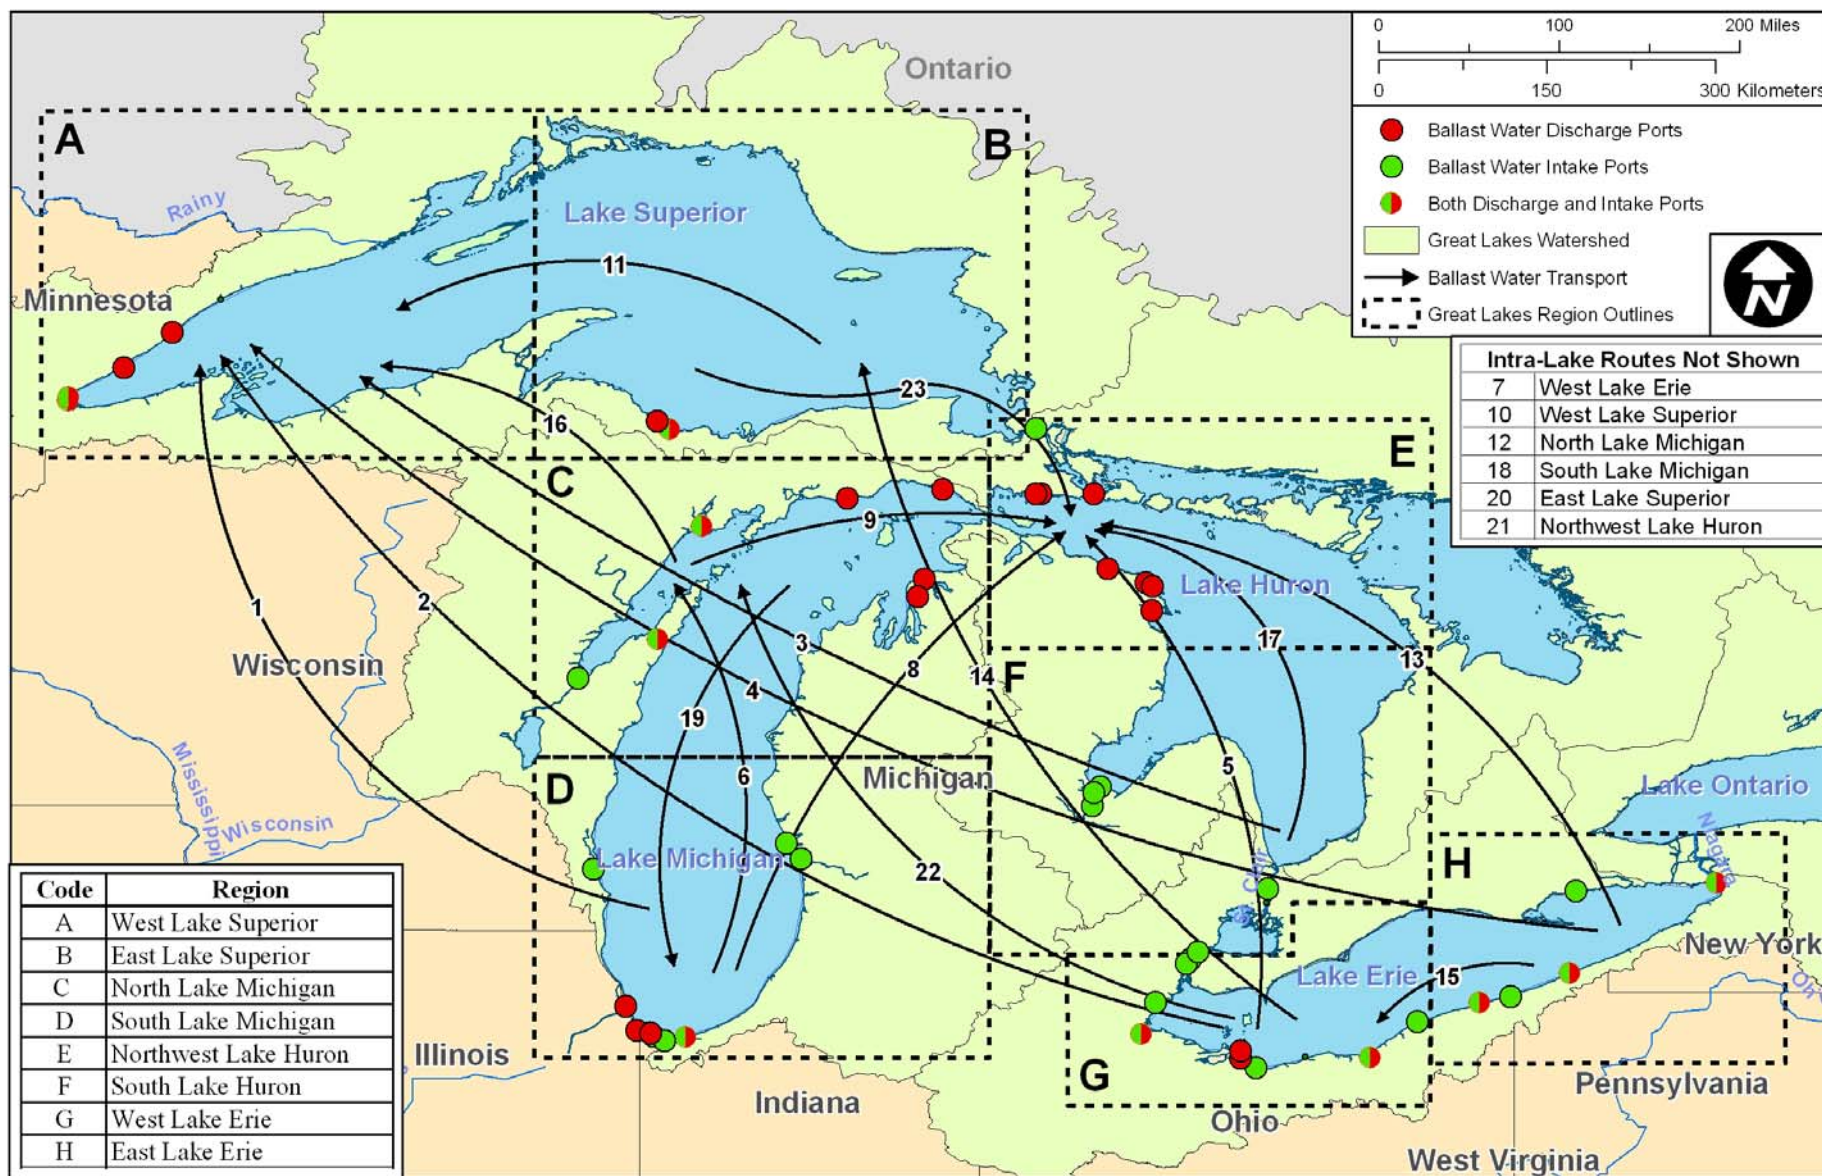 0 100 200 Miles
0 150 300 Kilometers
Ballast Water Discharge Ports
Ballast Water Intake Ports
Both Discharge and Intake Ports
Great Lakes Watershed
Ballast Water Transport
Great Lakes Region Outlines
N
Intra-Lake Routes Not Shown
7 West Lake Erie
10 West Lake Superior
12 North Lake Michigan
18 South Lake Michigan
20 East Lake Superior
21 Northwest Lake Huron
Ontario
A
B
Rainy
Lake Superior
11
Minnesota
23
16
E
C
9
Lake Huron
1
2
3
17
Wisconsin
8
14
F
13
4
19
Mississippi
6
Michigan
5
D
Lake Ontario
Wisconsin
Niagara
Lake Michigan
22
H
New York
Lake Erie
15
Illinois
G
Pennsylvania
Indiana
Ohio
West Virginia
Code Region
A West Lake Superior
B East Lake Superior
C North Lake Michigan
D South Lake Michigan
E Northwest Lake Huron
F South Lake Huron
G West Lake Erie
H East Lake Erie